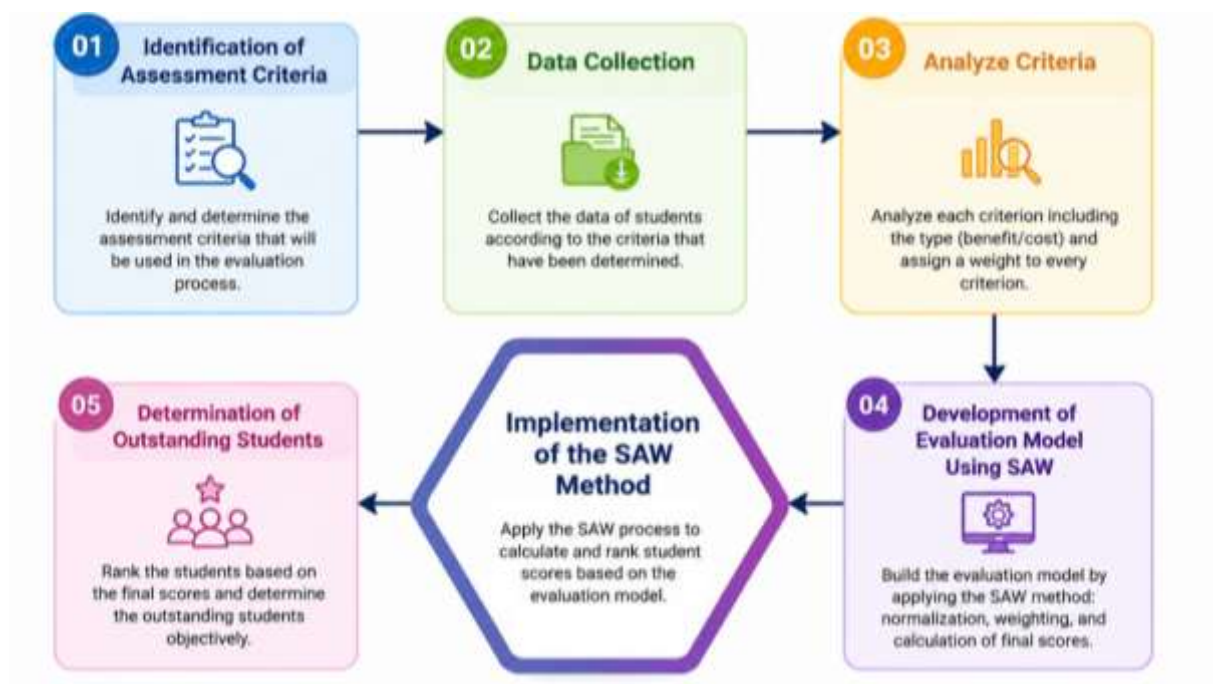 01
Identification of
Assessment Criteria
Identify and determine the
assessment criteria that will
be used in the evaluation
process.
02
Data Collection
Collect the data of students
according to the criteria that
have been determined.
03
Analyze Criteria
Analyze each criterion including
the type (benefit/cost) and
assign a weight to every
criterion.
04
Development of
Evaluation Model
Using SAW
Build the evaluation model by
applying the SAW method:
normalization, weighting, and
calculation of final scores.
Implementation
of the SAW
Method
Apply the SAW process to
calculate and rank student
scores based on the
evaluation model.
05
Determination of
Outstanding Students
Rank the students based on
the final scores and determine
the outstanding students
objectively.